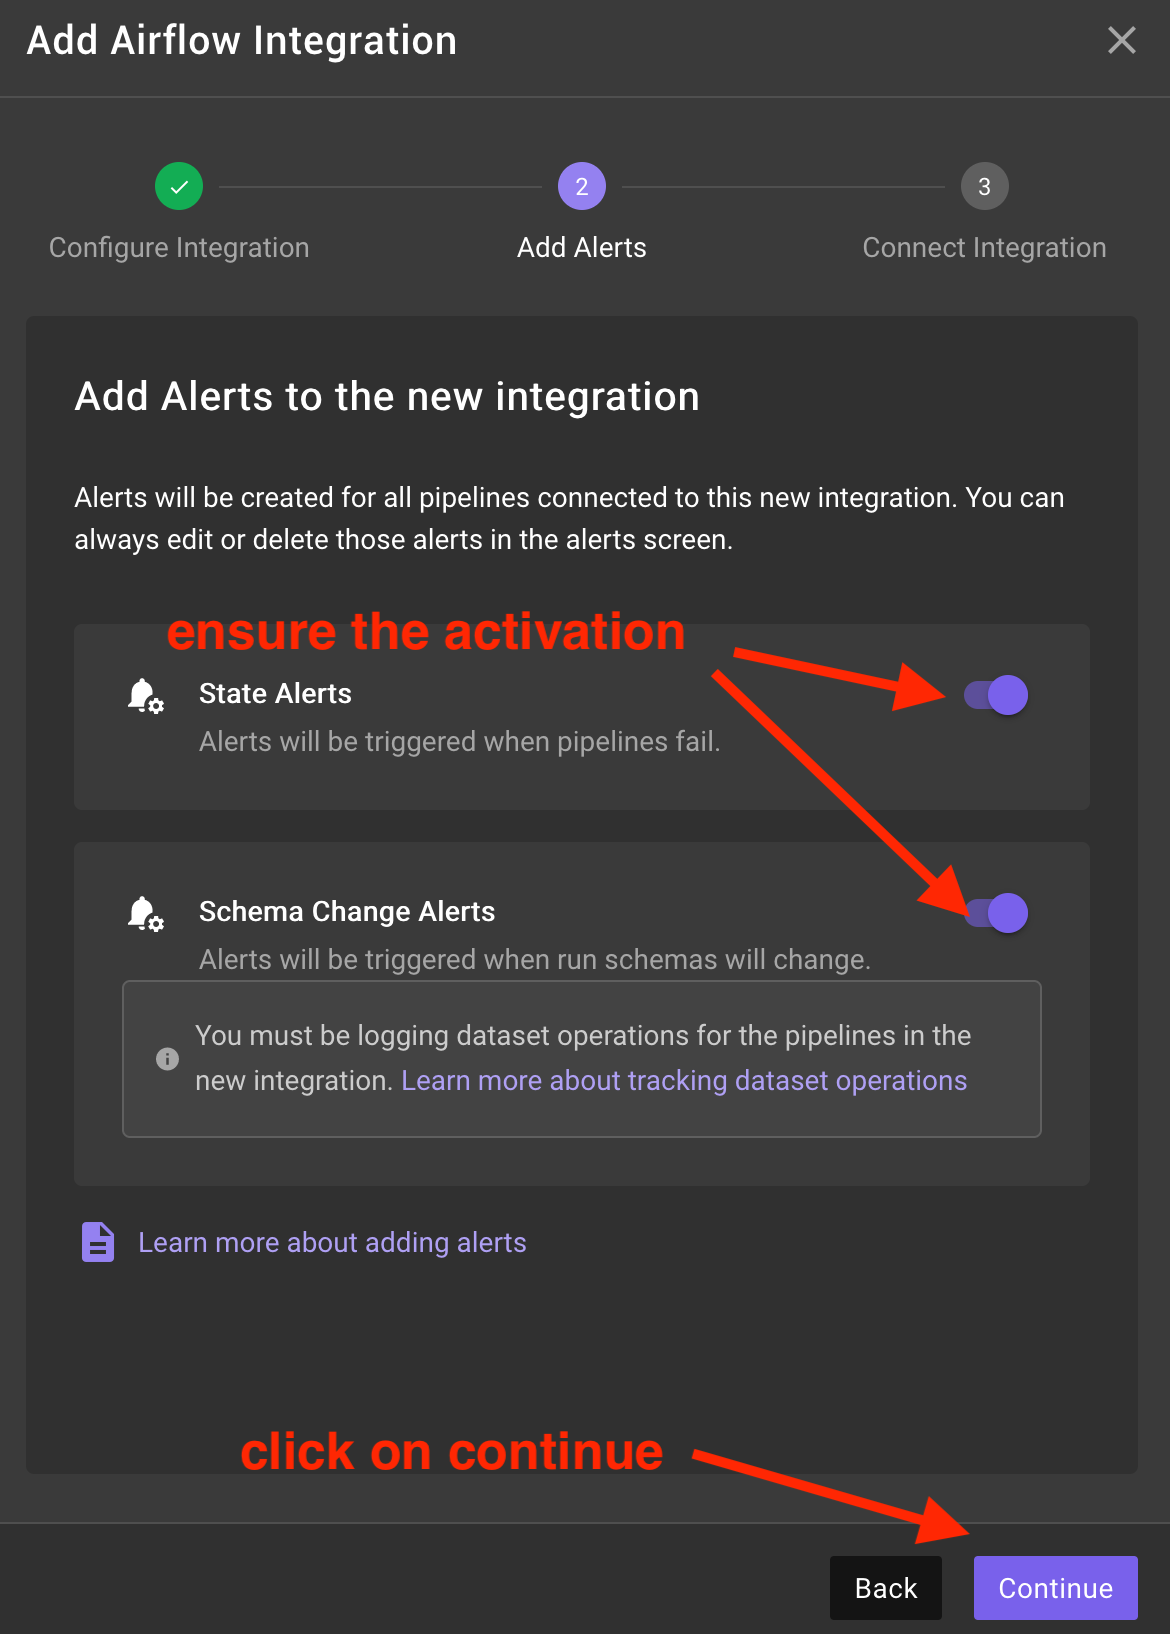 Add Airflow Integration
2
3
Configure Integration
Add Alerts
Connect Integration
Add Alerts to the new integration
Alerts will be created for all pipelines connected to this new integration. You can
always edit or delete those alerts in the alerts screen.
ensure the activation
State Alerts
Alerts will be triggered when pipelines fail.
Schema Change Alerts
Alerts will be triggered when run schemas will change.
You must be logging dataset operations for the pipelines in the
new integration. Learn more about tracking dataset operations
Learn more about adding alerts
click on continue
Back
Continue